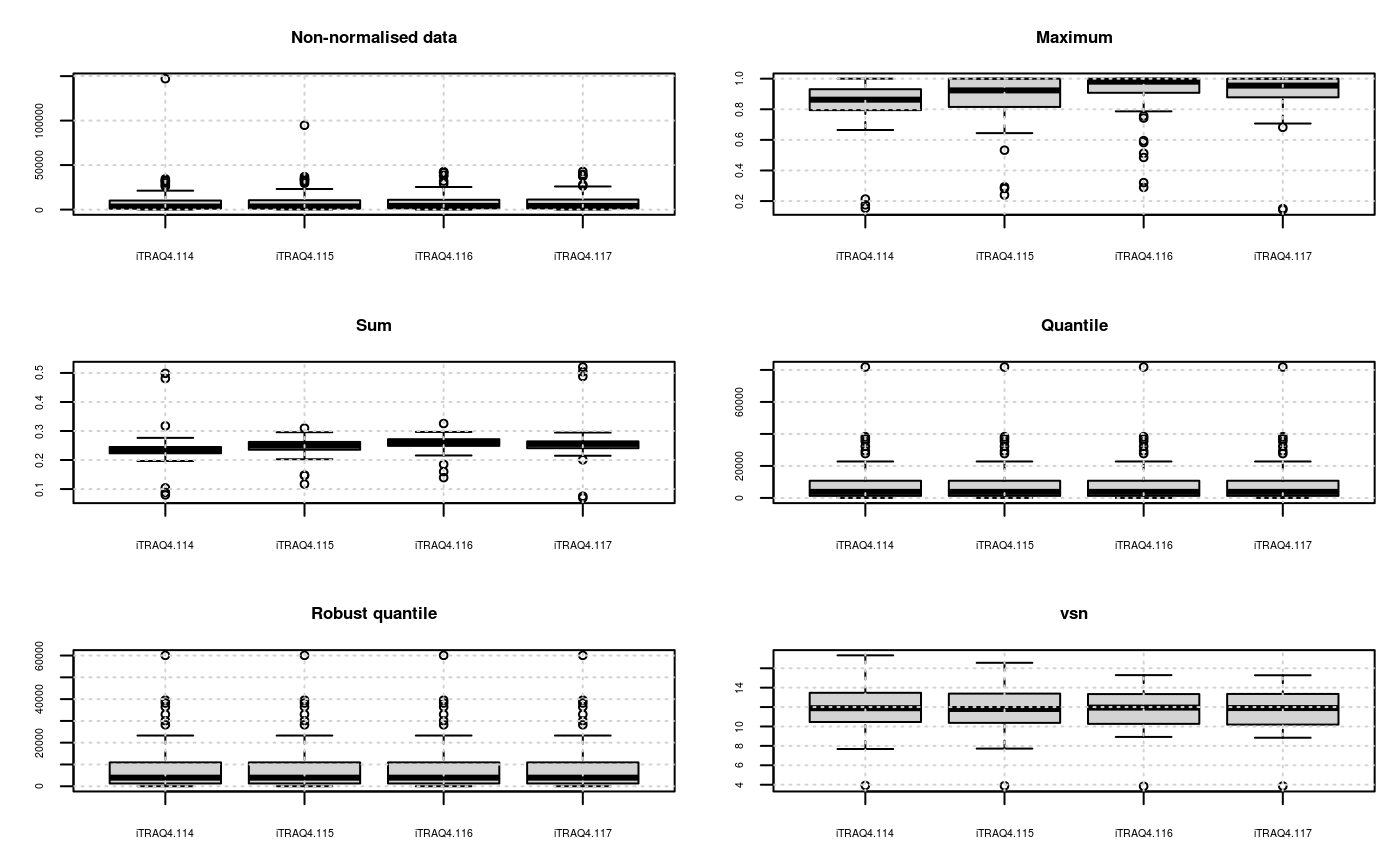 Non-normalised data
100000
50000
0
iTRAQ4.114 iTRAQ4.115 iTRAQ4.116 iTRAQ4.117
Maximum
1.0
0.8
0.6
0.4
0.2
iTRAQ4.114 iTRAQ4.115 iTRAQ4.116 iTRAQ4.117
Sum
0.5
0.4
0.3
0.2
0.1
iTRAQ4.114 iTRAQ4.115 iTRAQ4.116 iTRAQ4.117
Quantile
60000
20000
0
iTRAQ4.114 iTRAQ4.115 iTRAQ4.116 iTRAQ4.117
Robust quantile
60000
40000
20000
0
iTRAQ4.114 iTRAQ4.115 iTRAQ4.116 iTRAQ4.117
vsn
14
10
8
6
4
iTRAQ4.114 iTRAQ4.115 iTRAQ4.116 iTRAQ4.117